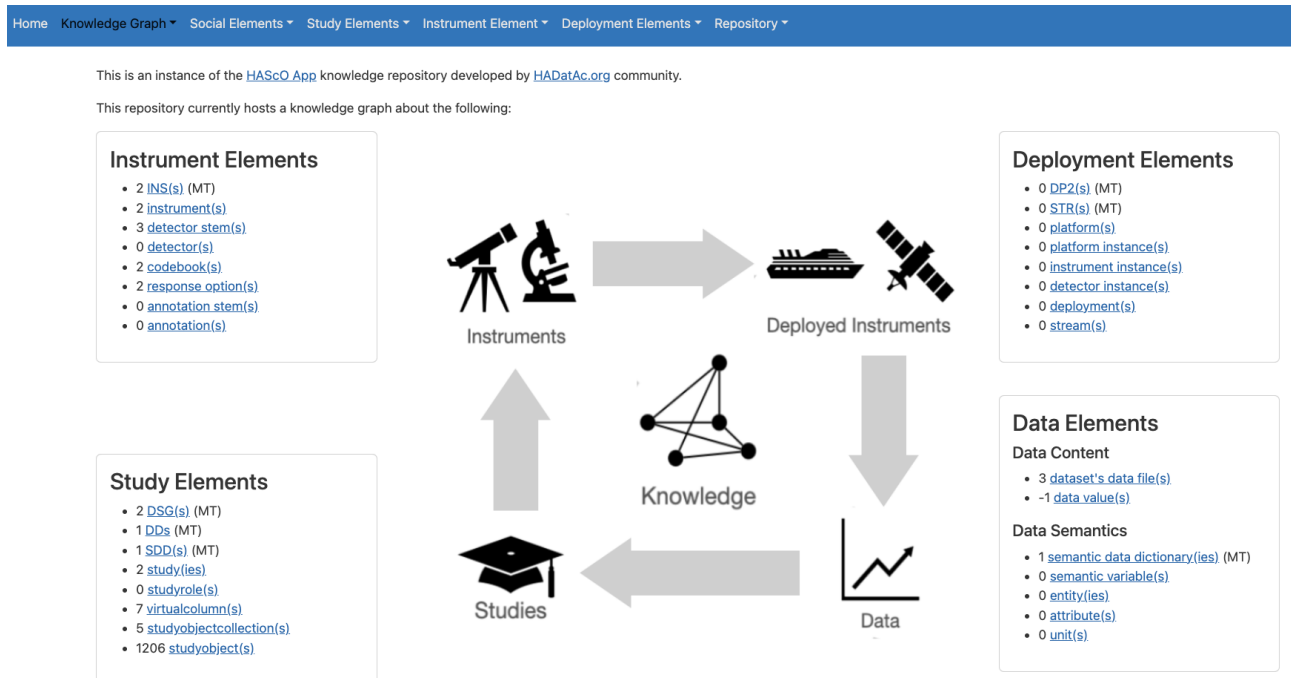 Home Knowledge Graph Social Elements Study Elements Instrument Element Deployment Elements Repository
This is an instance of the HAScO App knowledge repository developed by HADatAc.org community.
This repository currently hosts a knowledge graph about the following:
Instrument Elements
2 INS(s) (MT)
2 instrument(s)
3 detector stem(s)
0 detector(s)
2 codebook(s)
2 response option(s)
0 annotation stem(s)
0 annotation(s)
Instruments
Deployed Instruments
Deployment Elements
0 DP2(s) (MT)
0 STR(s) (MT)
0 platform(s)
0 platform instance(s)
0 instrument instance(s)
0 detector instance(s)
0 deployment(s)
0 stream(s)
Knowledge
Study Elements
2 DSG(s) (MT)
1 DDs (MT)
1 SDD(s) (MT)
2 study(ies)
0 studyrole(s)
7 virtualcolumn(s)
5 studyobjectcollection(s)
1206 studyobject(s)
Studies
Data
Data Elements
Data Content
3 dataset's data file(s)
-1 data value(s)
Data Semantics
1 semantic data dictionary(ies) (MT)
0 semantic variable(s)
0 entity(ies)
0 attribute(s)
0 unit(s)